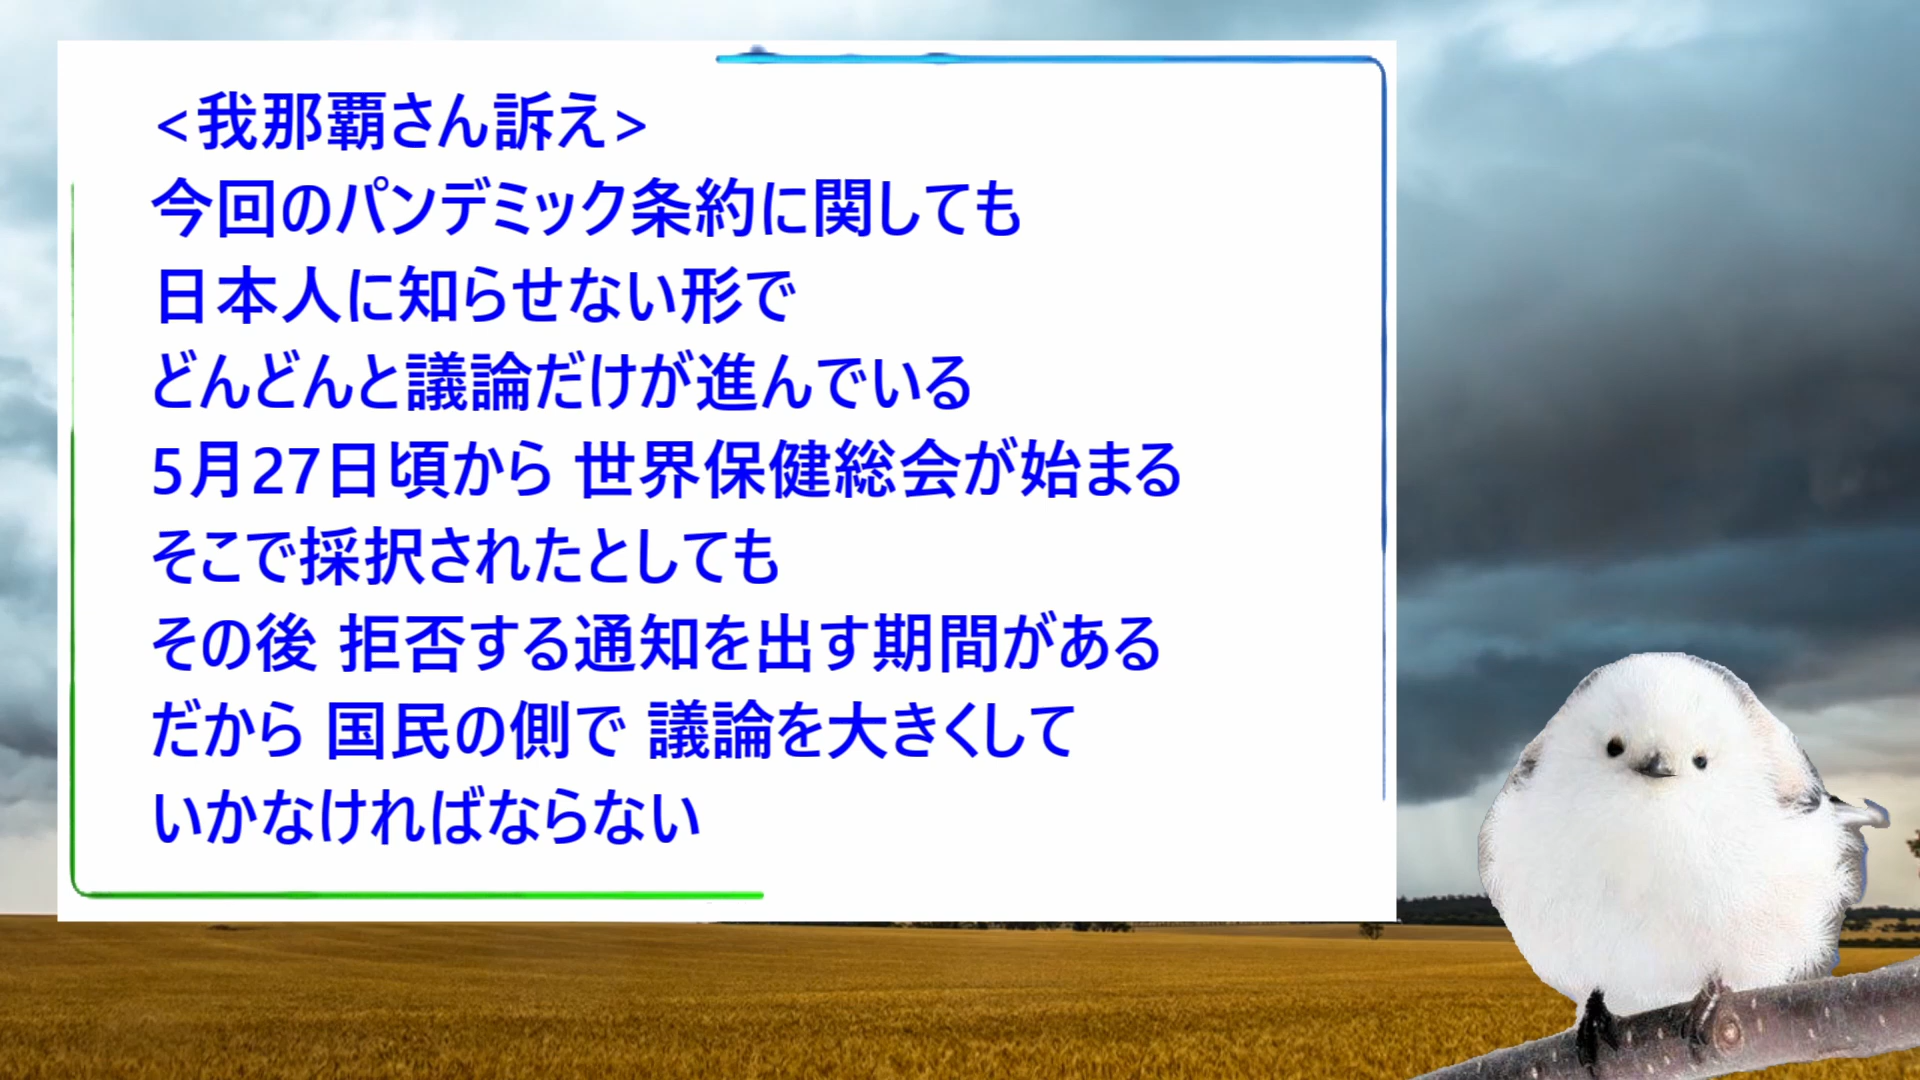 <我那覇さん訴え>
今回のパンデミック条約に関しても
日本人に知らせない形で
どんどんと議論だけが進んでいる
5月27日頃から 世界保健総会が始まる
そこで採択されたとしても
その後 拒否する通知を出す期間がある
だから 国民の側で 議論を大きくして
いかなければならない